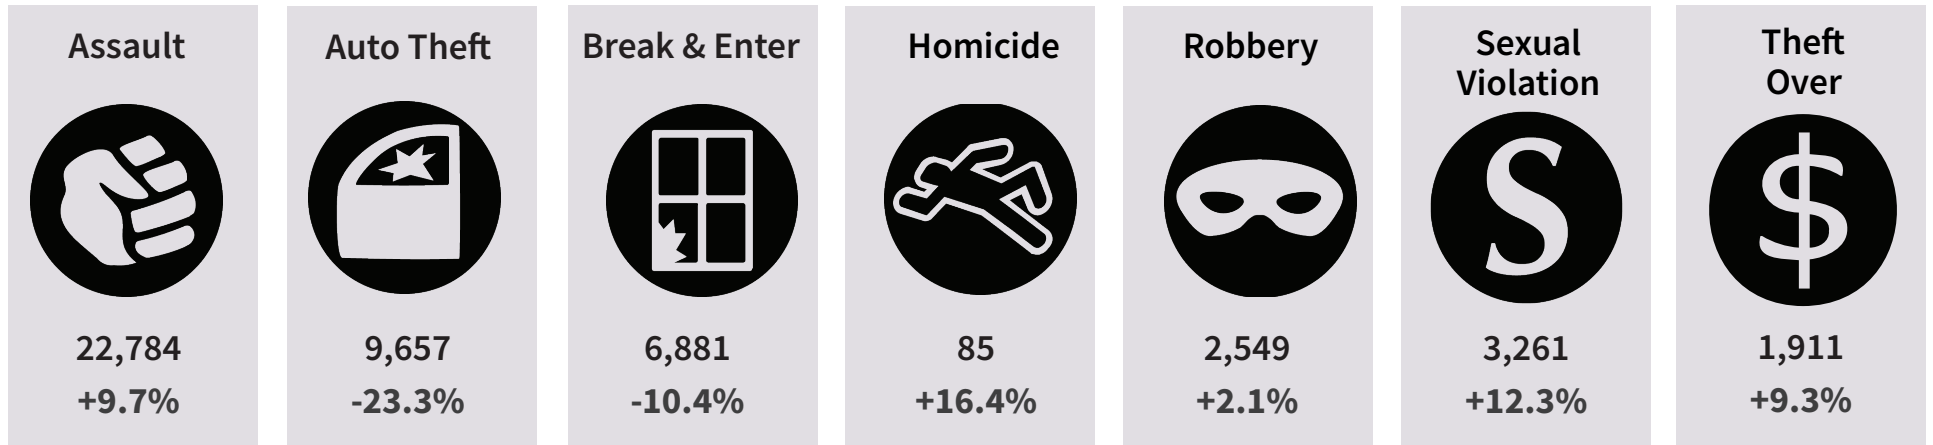 Assault
22,784
+9.7%
Auto Theft
9,657
-23.3%
Break & Enter
6,881
-10.4%
Homicide
85
+16.4%
Robbery
2,549
+2.1%
Sexual
Violation
S
3,261
+12.3%
Theft
Over
$
1,911
+9.3%